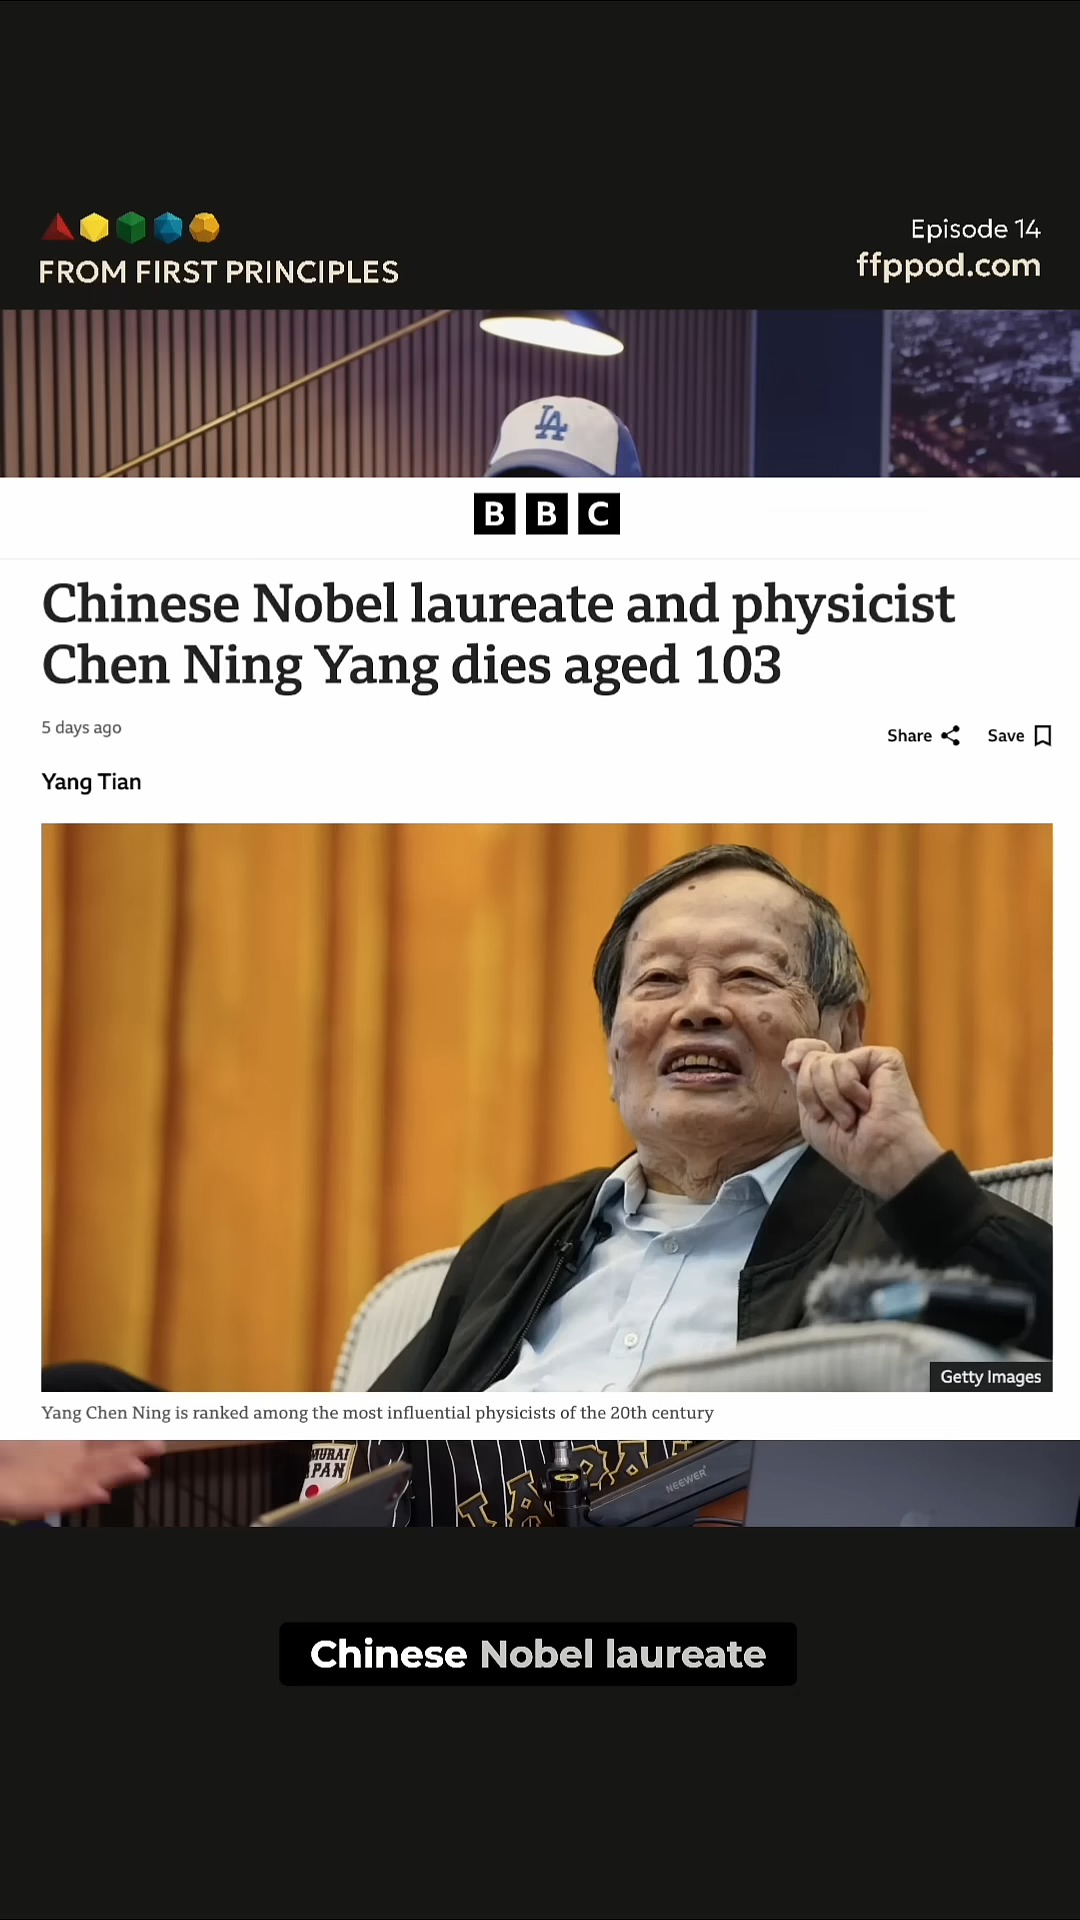 FROM FIRST PRINCIPLES
Episode 14
ffppod.com
LA
BBC
Chinese Nobel laureate and physicist
Chen Ning Yang dies aged 103
5 days ago
Share
Save
Yang Tian
Getty Images
Yang Chen Ning is ranked among the most influential physicists of the 20th century
NEEWER
Chinese Nobel laureate